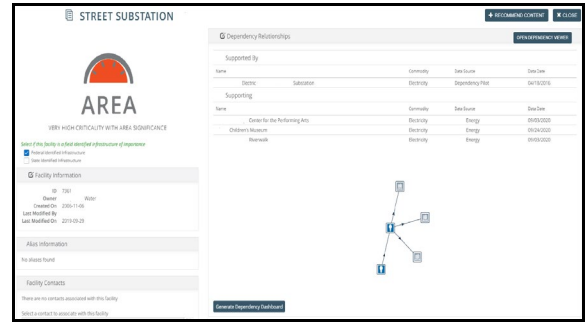 STREET SUBSTATION
+ RECOMMEND CONTENT
✖ CLOSE
AREA
VERY HIGH CRITICALITY WITH AREA SIGNIFICANCE
Select if this facility is a field identified infrastructure of importance
Federal Identified Infrastructure
State Identified Infrastructure
Facility Information
ID 7361
Owner Water
Created On 2006-11-06
Last Modified By
Last Modified On 2019-09-20
Alias Information
No aliases found
Facility Contacts
There are no contacts associated with this facility
Select a contact to associate with this facility
Dependency Relationships
OPEN DEPENDENCY VIEWER
Supported By
Name Commodity Data Source Data Date
Electric Substation Electricity Dependency Pilot 04/10/2016
Supporting
Name Commodity Data Source Data Date
Center for the Performing Arts Electricity Energy 09/03/2020
Children's Museum Electricity Energy 09/24/2020
Riverwalk Electricity Energy 09/03/2020
Generate Dependency Dashboard